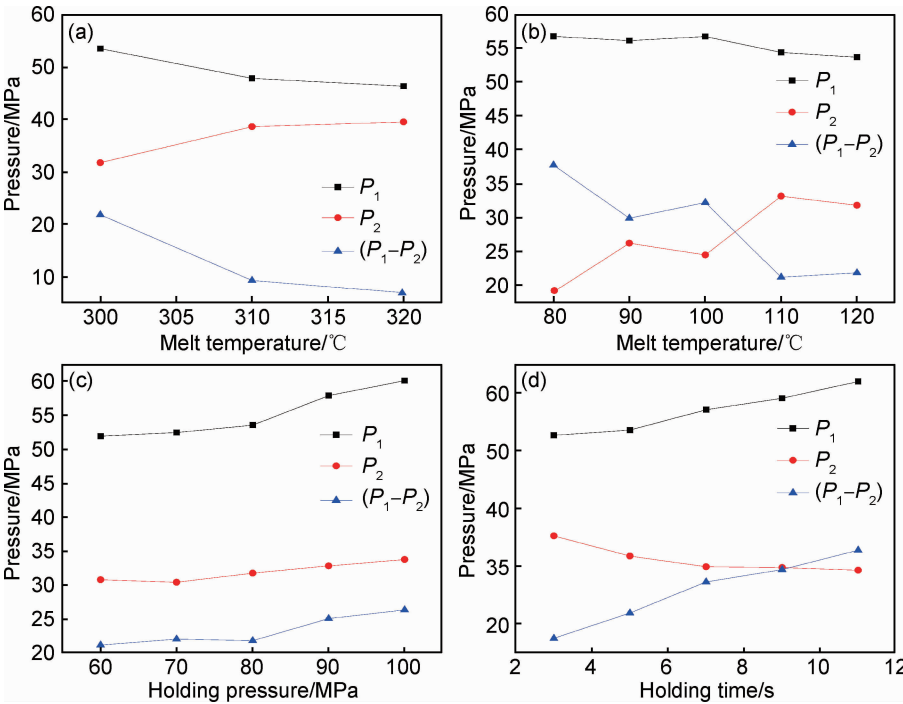 (a)
60
50
40
30
20
10
Pressure/MPa
P1
P2
(P1–P2)
300 305 310 315 320
Melt temperature/℃
(b)
60
55
50
45
40
35
30
25
20
Pressure/MPa
P1
P2
(P1–P2)
80 90 100 110 120
Melt temperature/℃
(c)
60
55
50
45
40
35
30
25
20
Pressure/MPa
P1
P2
(P1–P2)
60 70 80 90 100
Holding pressure/MPa
(d)
60
50
40
35
20
Pressure/MPa
P1
P2
(P1–P2)
2 4 6 8 10 12
Holding time/s